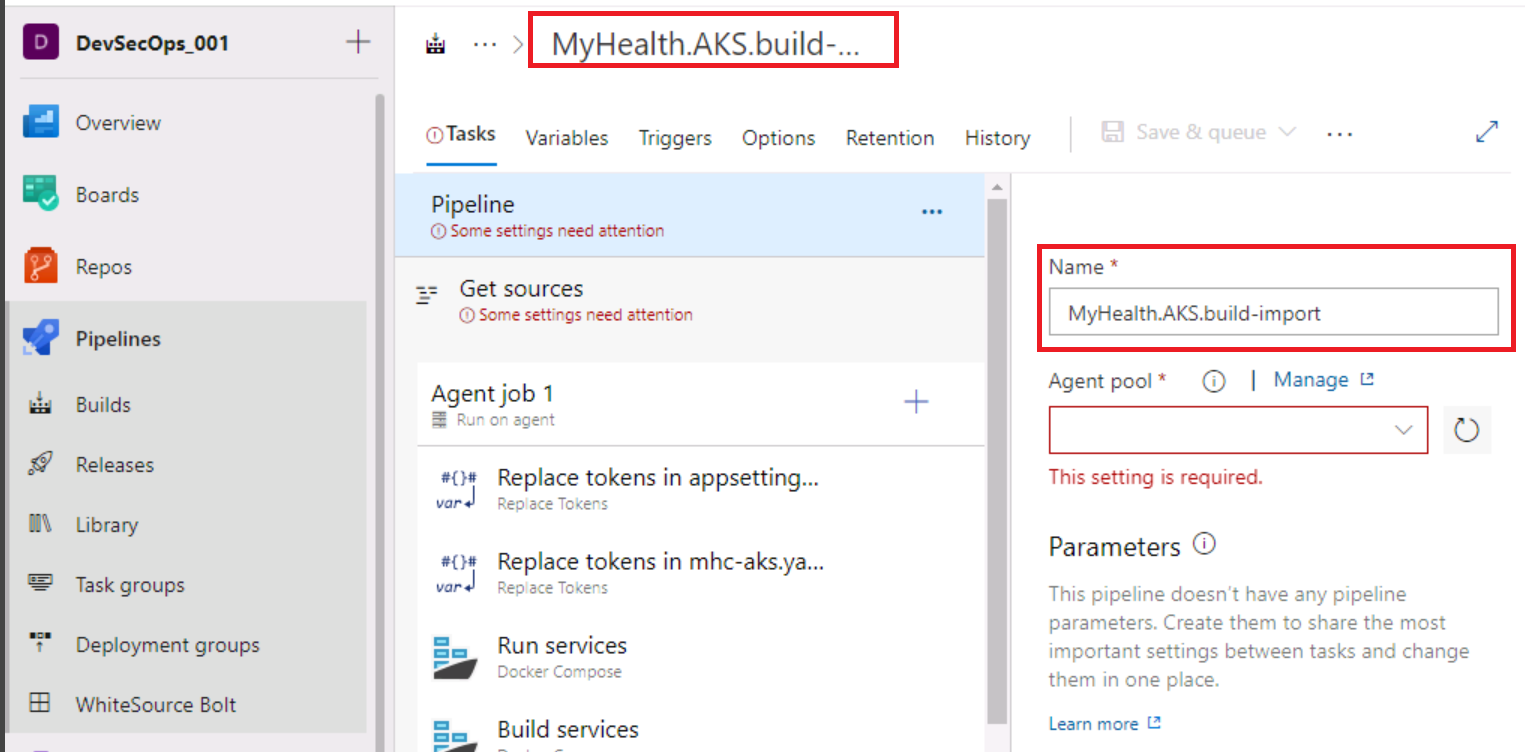 D DevSecOps_001
Overview
Boards
Repos
Pipelines
Builds
Releases
Library
Task groups
Deployment groups
WhiteSource Bolt
... > MyHealth.AKS.build-...
Tasks Variables Triggers Options Retention History Save & queue ...
Pipeline ...
Some settings need attention
Get sources
Some settings need attention
Agent job 1
Run on agent
#{}# Replace tokens in appsetting...
var Replace Tokens
#{}# Replace tokens in mhc-aks.ya...
var Replace Tokens
Run services
Docker Compose
Build services
Name *
MyHealth.AKS.build-import
Agent pool * | Manage
This setting is required.
Parameters
This pipeline doesn't have any pipeline
parameters. Create them to share the most
important settings between tasks and change
them in one place.
Learn more